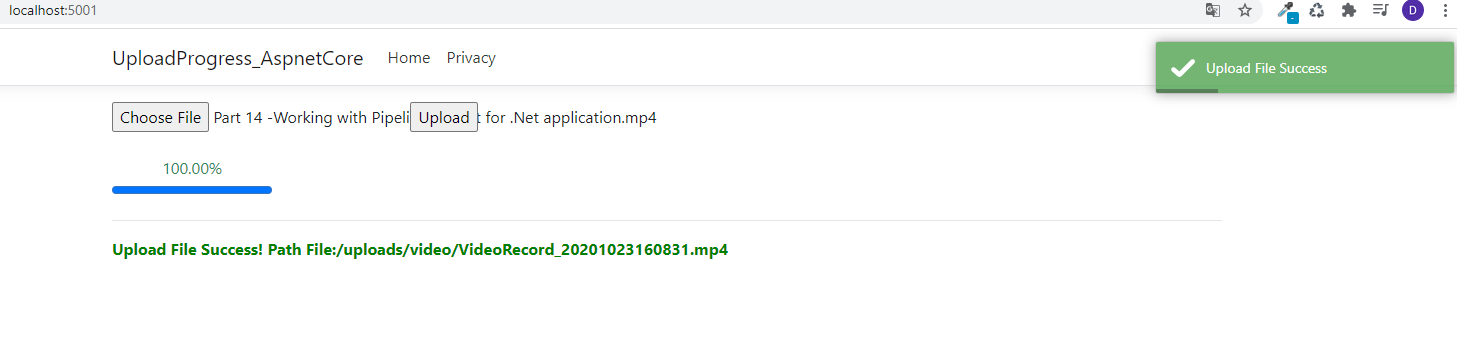 localhost:5001
D
UploadProgress_AspnetCore Home Privacy
Upload File Success
Choose File Part 14 -Working with Pipeli Upload t for .Net application.mp4
100.00%
Upload File Success! Path File:/uploads/video/VideoRecord_20201023160831.mp4